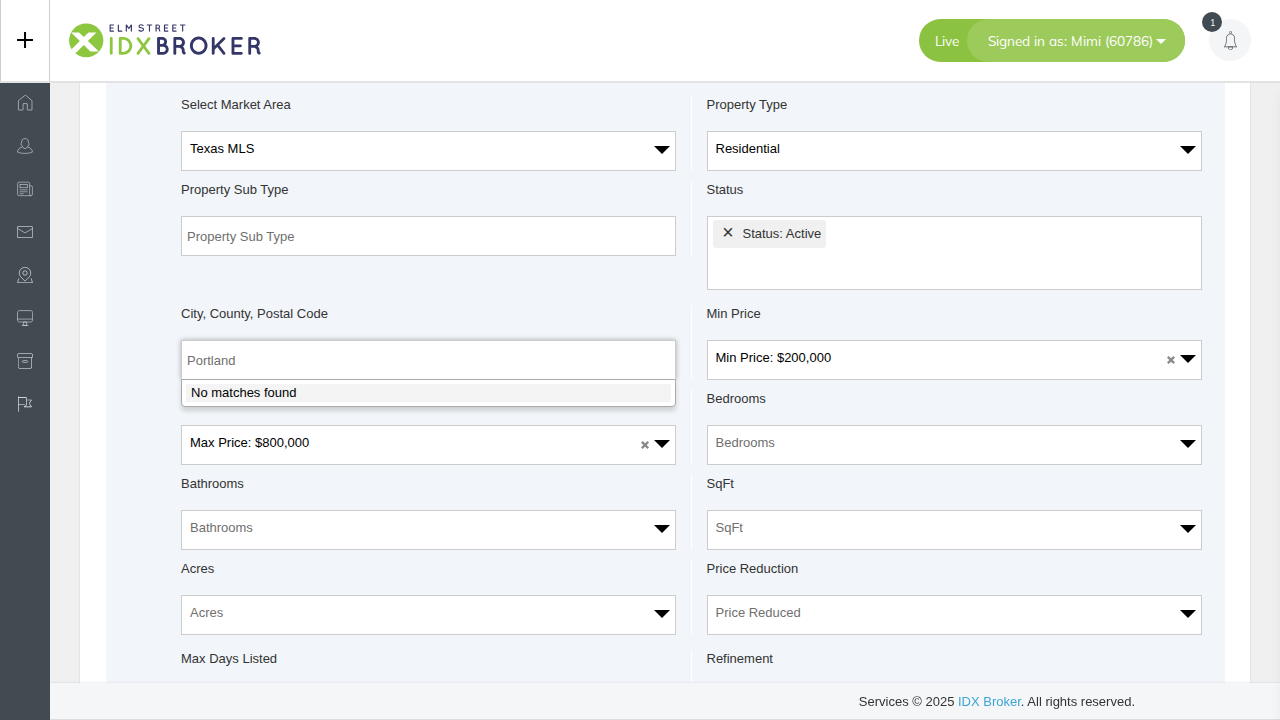 ELM STREET
IDXBROKER
Live
Signed in as: Mimi (60786)
1
Select Market Area
Property Type
Texas MLS
Residential
Property Sub Type
Status
Property Sub Type
× Status: Active
City, County, Postal Code
Min Price
Portland
Min Price: $200,000
No matches found
Bedrooms
Max Price: $800,000
Bedrooms
Bathrooms
SqFt
Bathrooms
SqFt
Acres
Price Reduction
Acres
Price Reduced
Max Days Listed
Refinement
Services © 2025 IDX Broker. All rights reserved.